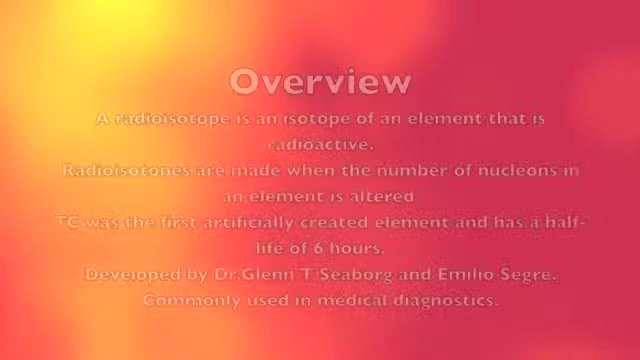 Overview
A radioisotope is an isotope of an element that is
radioactive.
Radioisotopes are made when the number of nucleons in
an element is altered
TC was the first artificially created element and has a half-
life of 6 hours.
Developed by Dr.Glenn T Seaborg and Emilio Segre.
Commonly used in medical diagnostics.